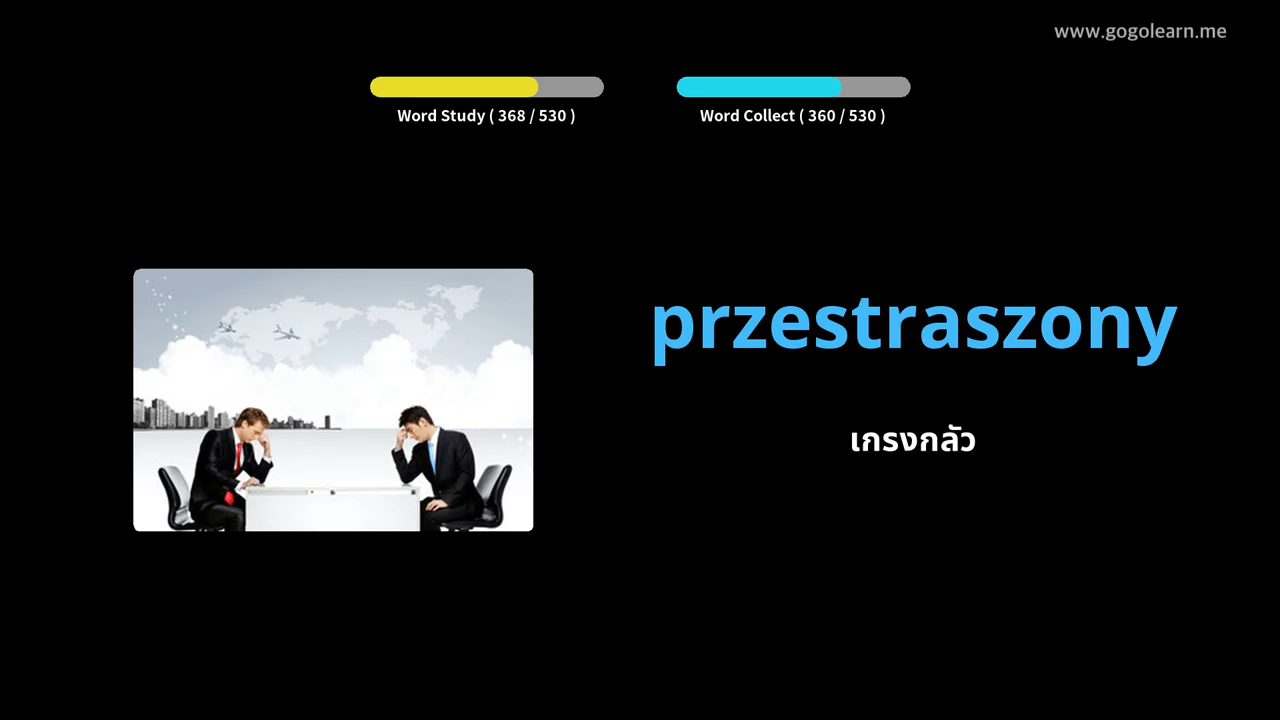 www.gogolearn.me
Word Study ( 368 / 530 )
Word Collect ( 360 / 530 )
przestraszony
เกรงกลัว